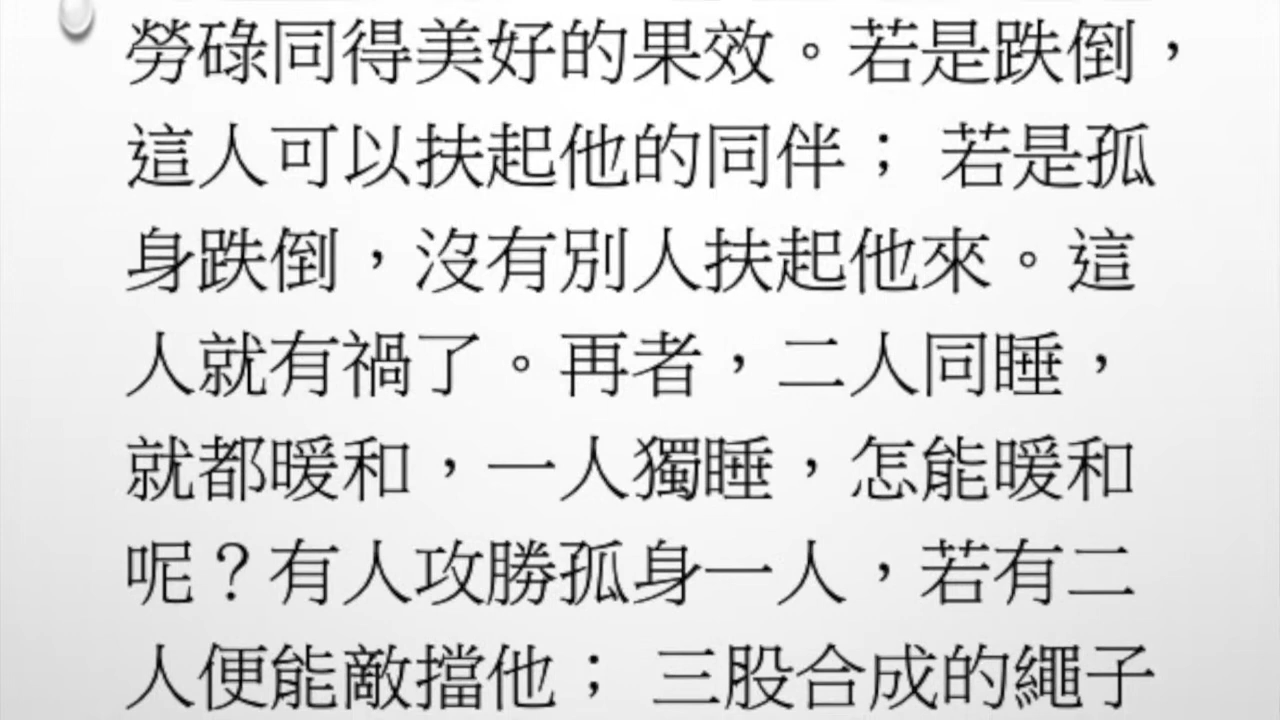 勞碌同得美好的果效。若是跌倒，
這人可以扶起他的同伴； 若是孤
身跌倒，沒有別人扶起他來。這
人就有禍了。再者，二人同睡，
就都暖和，一人獨睡，怎能暖和
呢？有人攻勝孤身一人，若有二
人便能敵擋他； 三股合成的繩子